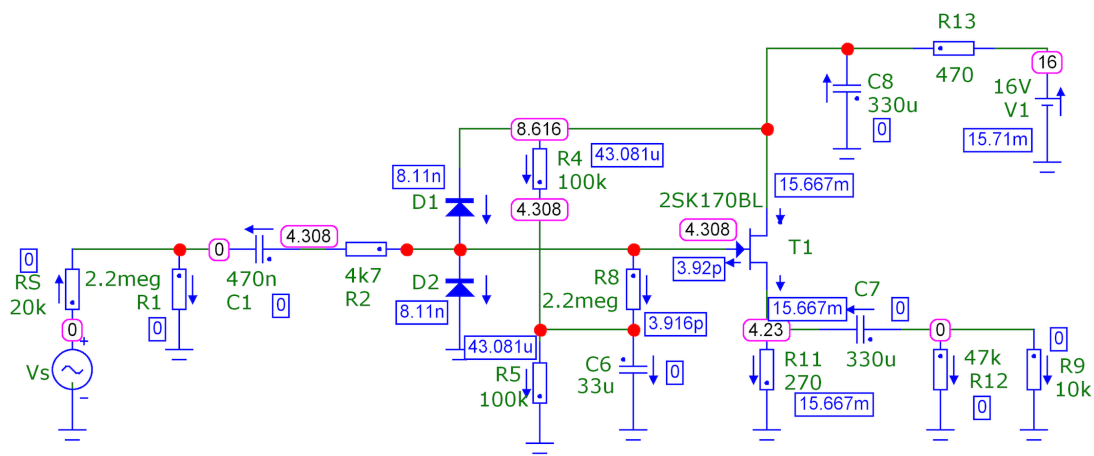 R13
470
16
16V
V1
15.71m
C8
330u
0
8.616
R4
43.081u
100k
8.11n
D1
4.308
15.667m
2SK170BL
4.308
T1
3.92p
0
4.308
0
RS
20k
2.2meg
R1
0
470n
C1
0
4k7
R2
D2
8.11n
R8
2.2meg
3.916p
15.667m
C7
0
0
Vs
+
-
43.081u
R5
100k
C6
33u
0
4.23
R11
270
15.667m
330u
0
47k
R12
0
0
R9
10k